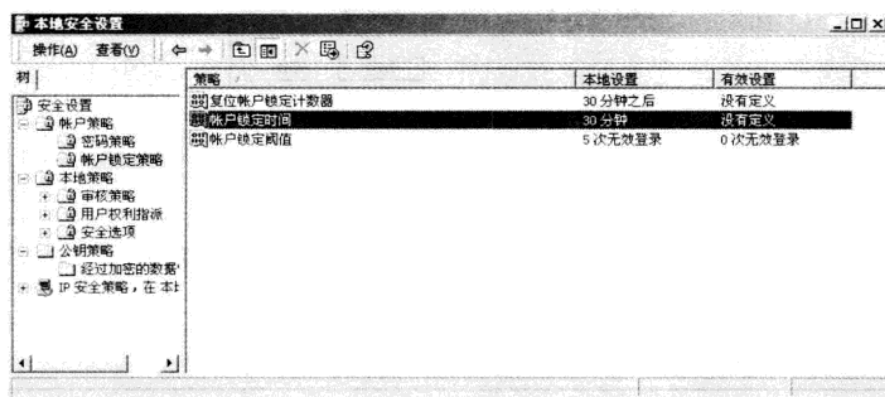 本地安全设置
操作(A) 查看(V)
树
策略 本地设置 有效设置
安全设置
帐户策略
密码策略
帐户锁定策略
本地策略
审核策略
用户权利指派
安全选项
公钥策略
经过加密的数据
IP 安全策略，在 本
复位帐户锁定计数器 30 分钟之后 没有定义
帐户锁定时间 30 分钟 没有定义
帐户锁定阈值 5 次无效登录 0 次无效登录